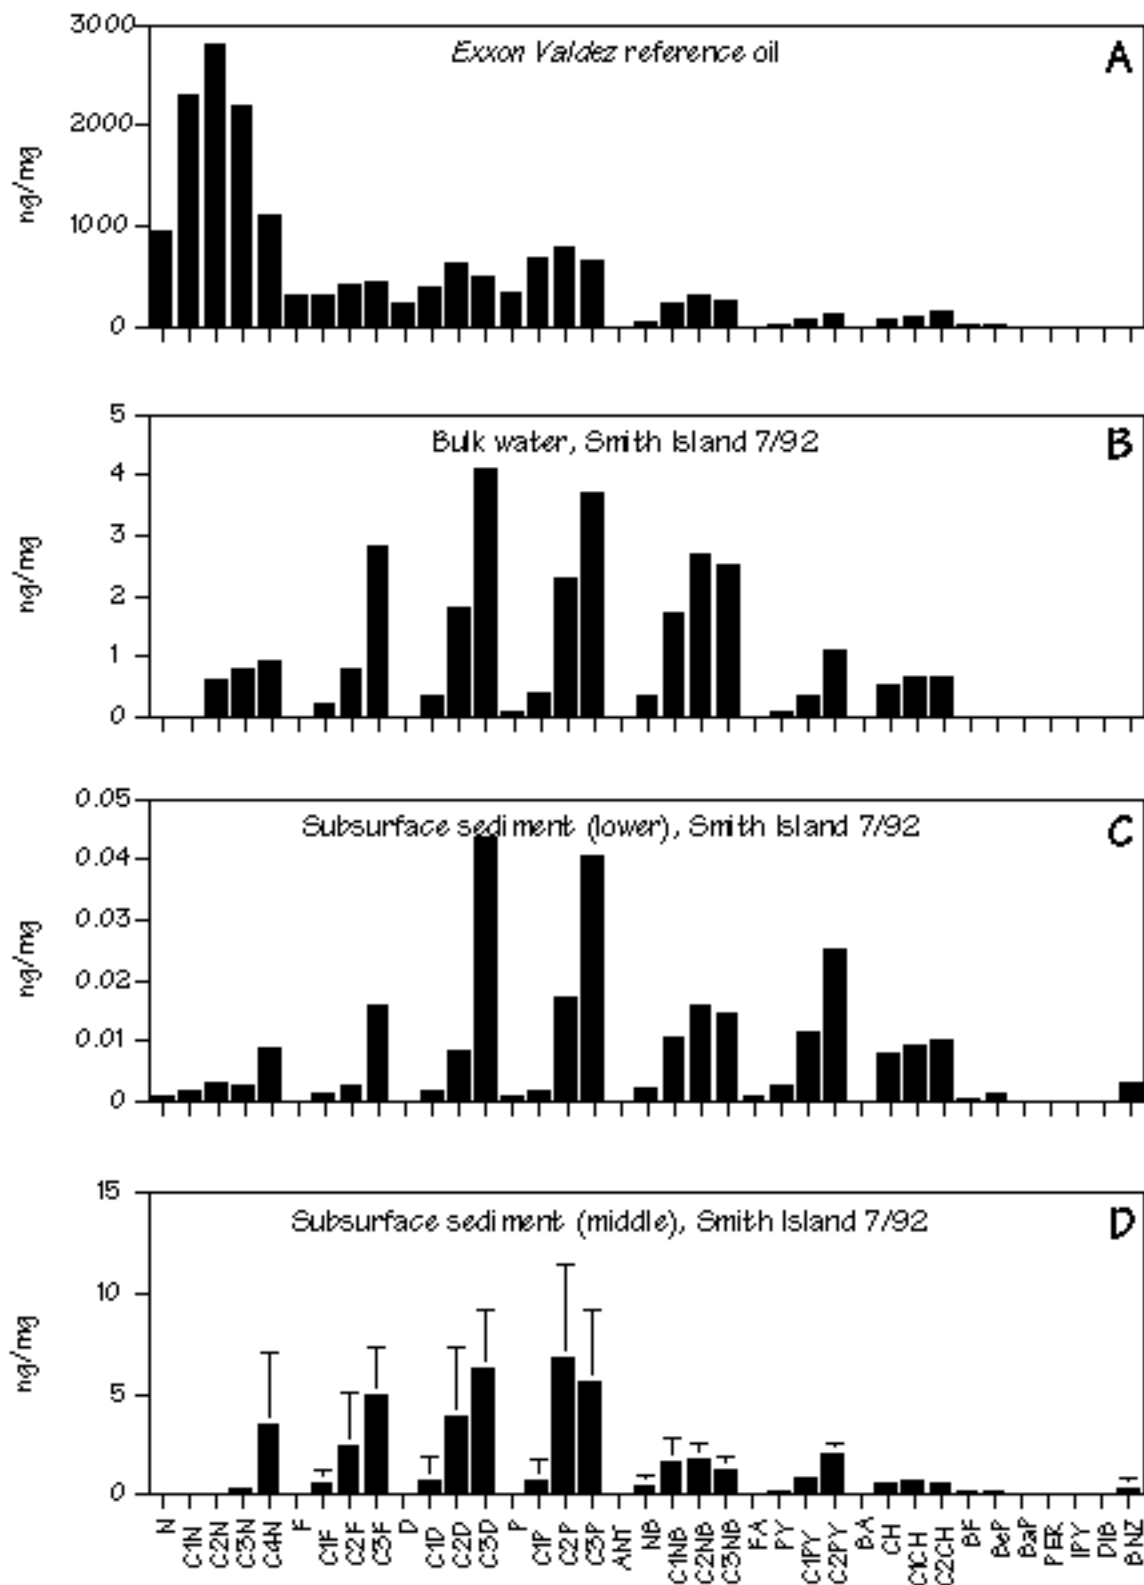 Exxon Valdez reference oil
A
3000
2000
1000
0
ng/mg
Bulk water, Smith Island 7/92
B
5
4
3
2
1
0
ng/mg
Subsurface sediment (lower), Smith Island 7/92
C
0.05
0.04
0.03
0.02
0.01
0
ng/mg
Subsurface sediment (middle), Smith Island 7/92
D
15
10
5
0
ng/mg
N
C1N
C2N
C3N
C4N
F
C1F
C2F
C3F
D
C1D
C2D
C3D
P
C1P
C2P
C3P
ANT
NB
C1NB
C2NB
C3NB
FA
PY
C1PY
C2PY
BA
CH
C1CH
C2CH
BF
BeP
BaP
PER
IPY
DIB
BNZ